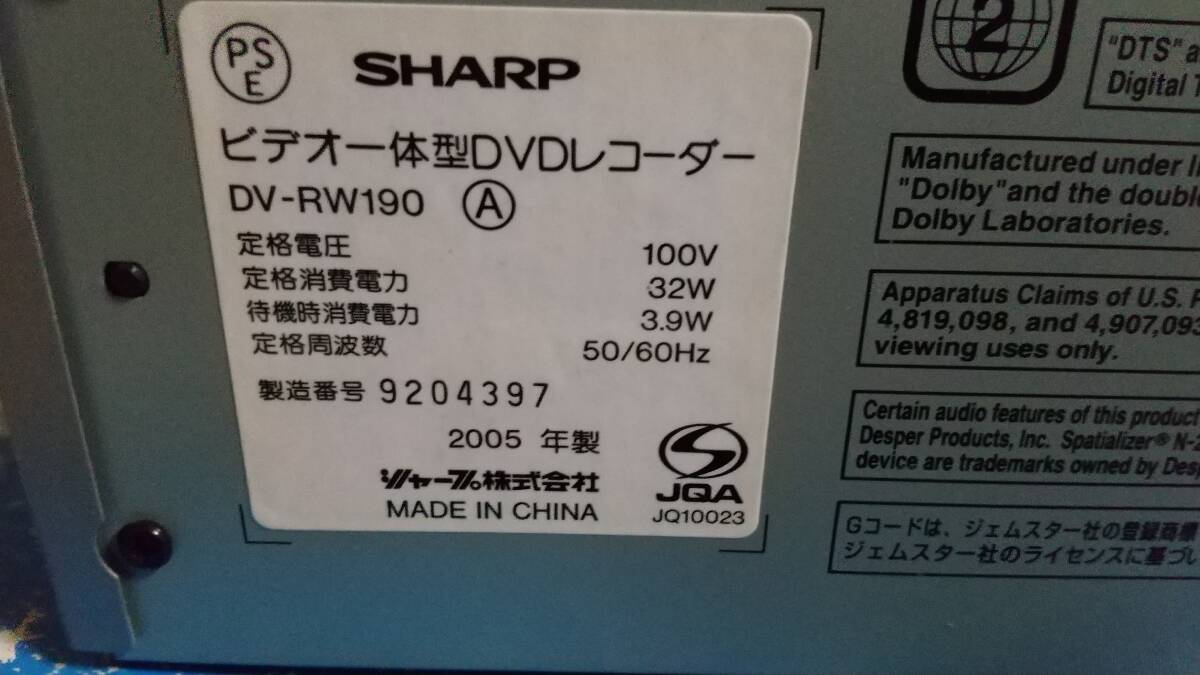 PS
E
SHARP
ビデオ一体型DVDレコーダー
DV-RW190 Ⓐ
定格電圧 100V
定格消費電力 32W
待機時消費電力 3.9W
定格周波数 50/60Hz
製造番号 9204397
2005 年製
シャープ株式会社
MADE IN CHINA
JQA
JQ10023
2
"DTS" a
Digital
Manufactured under
"Dolby"and the
Dolby Laboratories.
Apparatus Claims of U.S.
4,819,098, and 4,907,093
viewing uses only.
Certain audio features of this product
Desper Products, Inc. Spatializer®
device are trademarks owned by
Gコードは、ジェムスター社の登録商標
ジェムスター社のライセンスに基づい